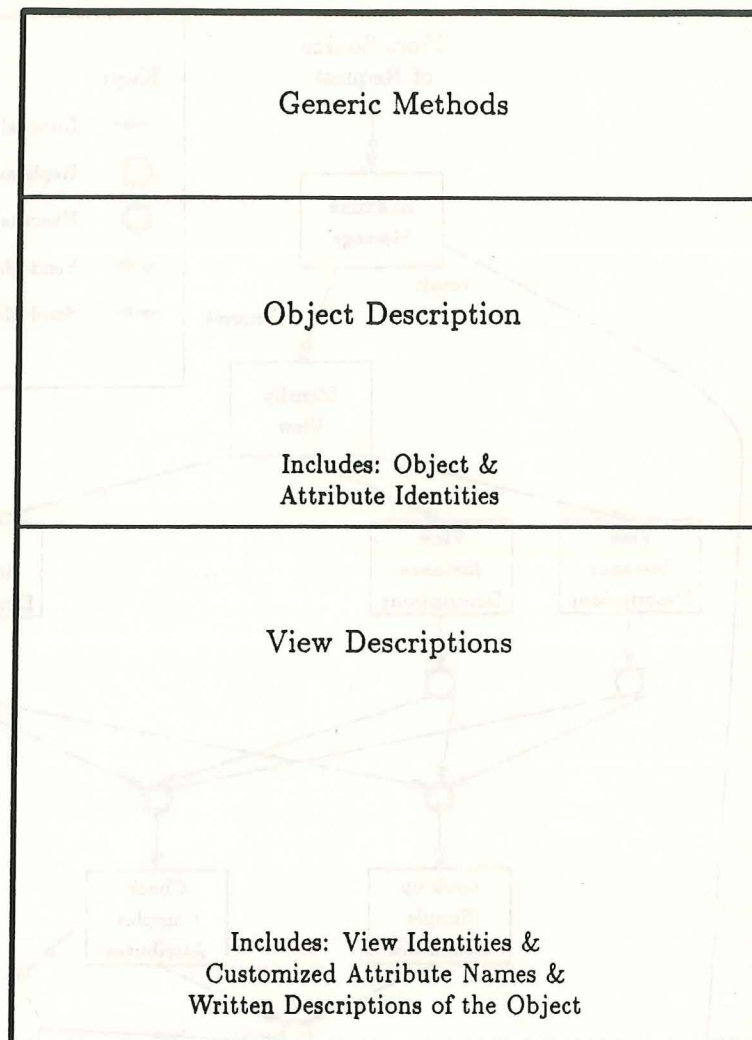 Generic Methods
Object Description
Includes: Object &
Attribute Identities
View Descriptions
Includes: View Identities &
Customized Attribute Names &
Written Descriptions of the Object